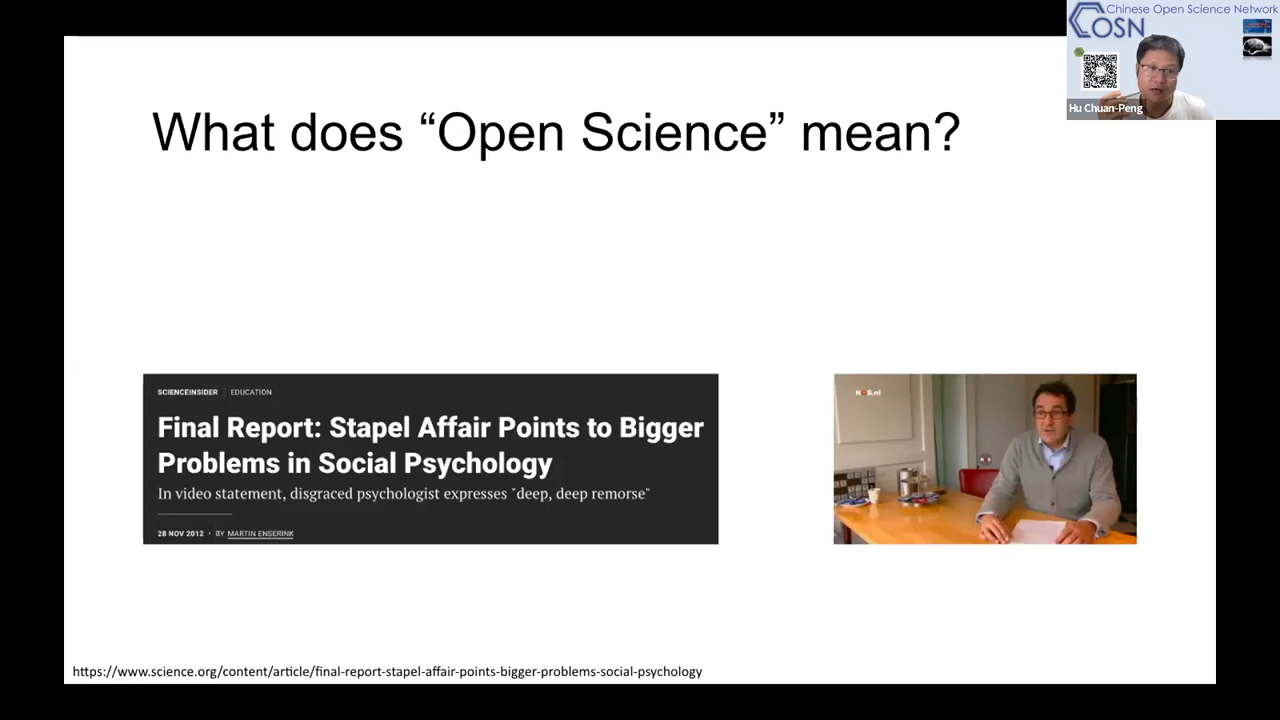 Chinese Open Science Network
COSN
Hu Chuan-Peng
What does “Open Science” mean?
SCIENCEINSIDER | EDUCATION
Final Report: Stapel Affair Points to Bigger
Problems in Social Psychology
In video statement, disgraced psychologist expresses "deep, deep remorse"
28 NOV 2012 • BY MARTIN ENSERINK
NOS.nl
https://www.science.org/content/article/final-report-stapel-affair-points-bigger-problems-social-psychology